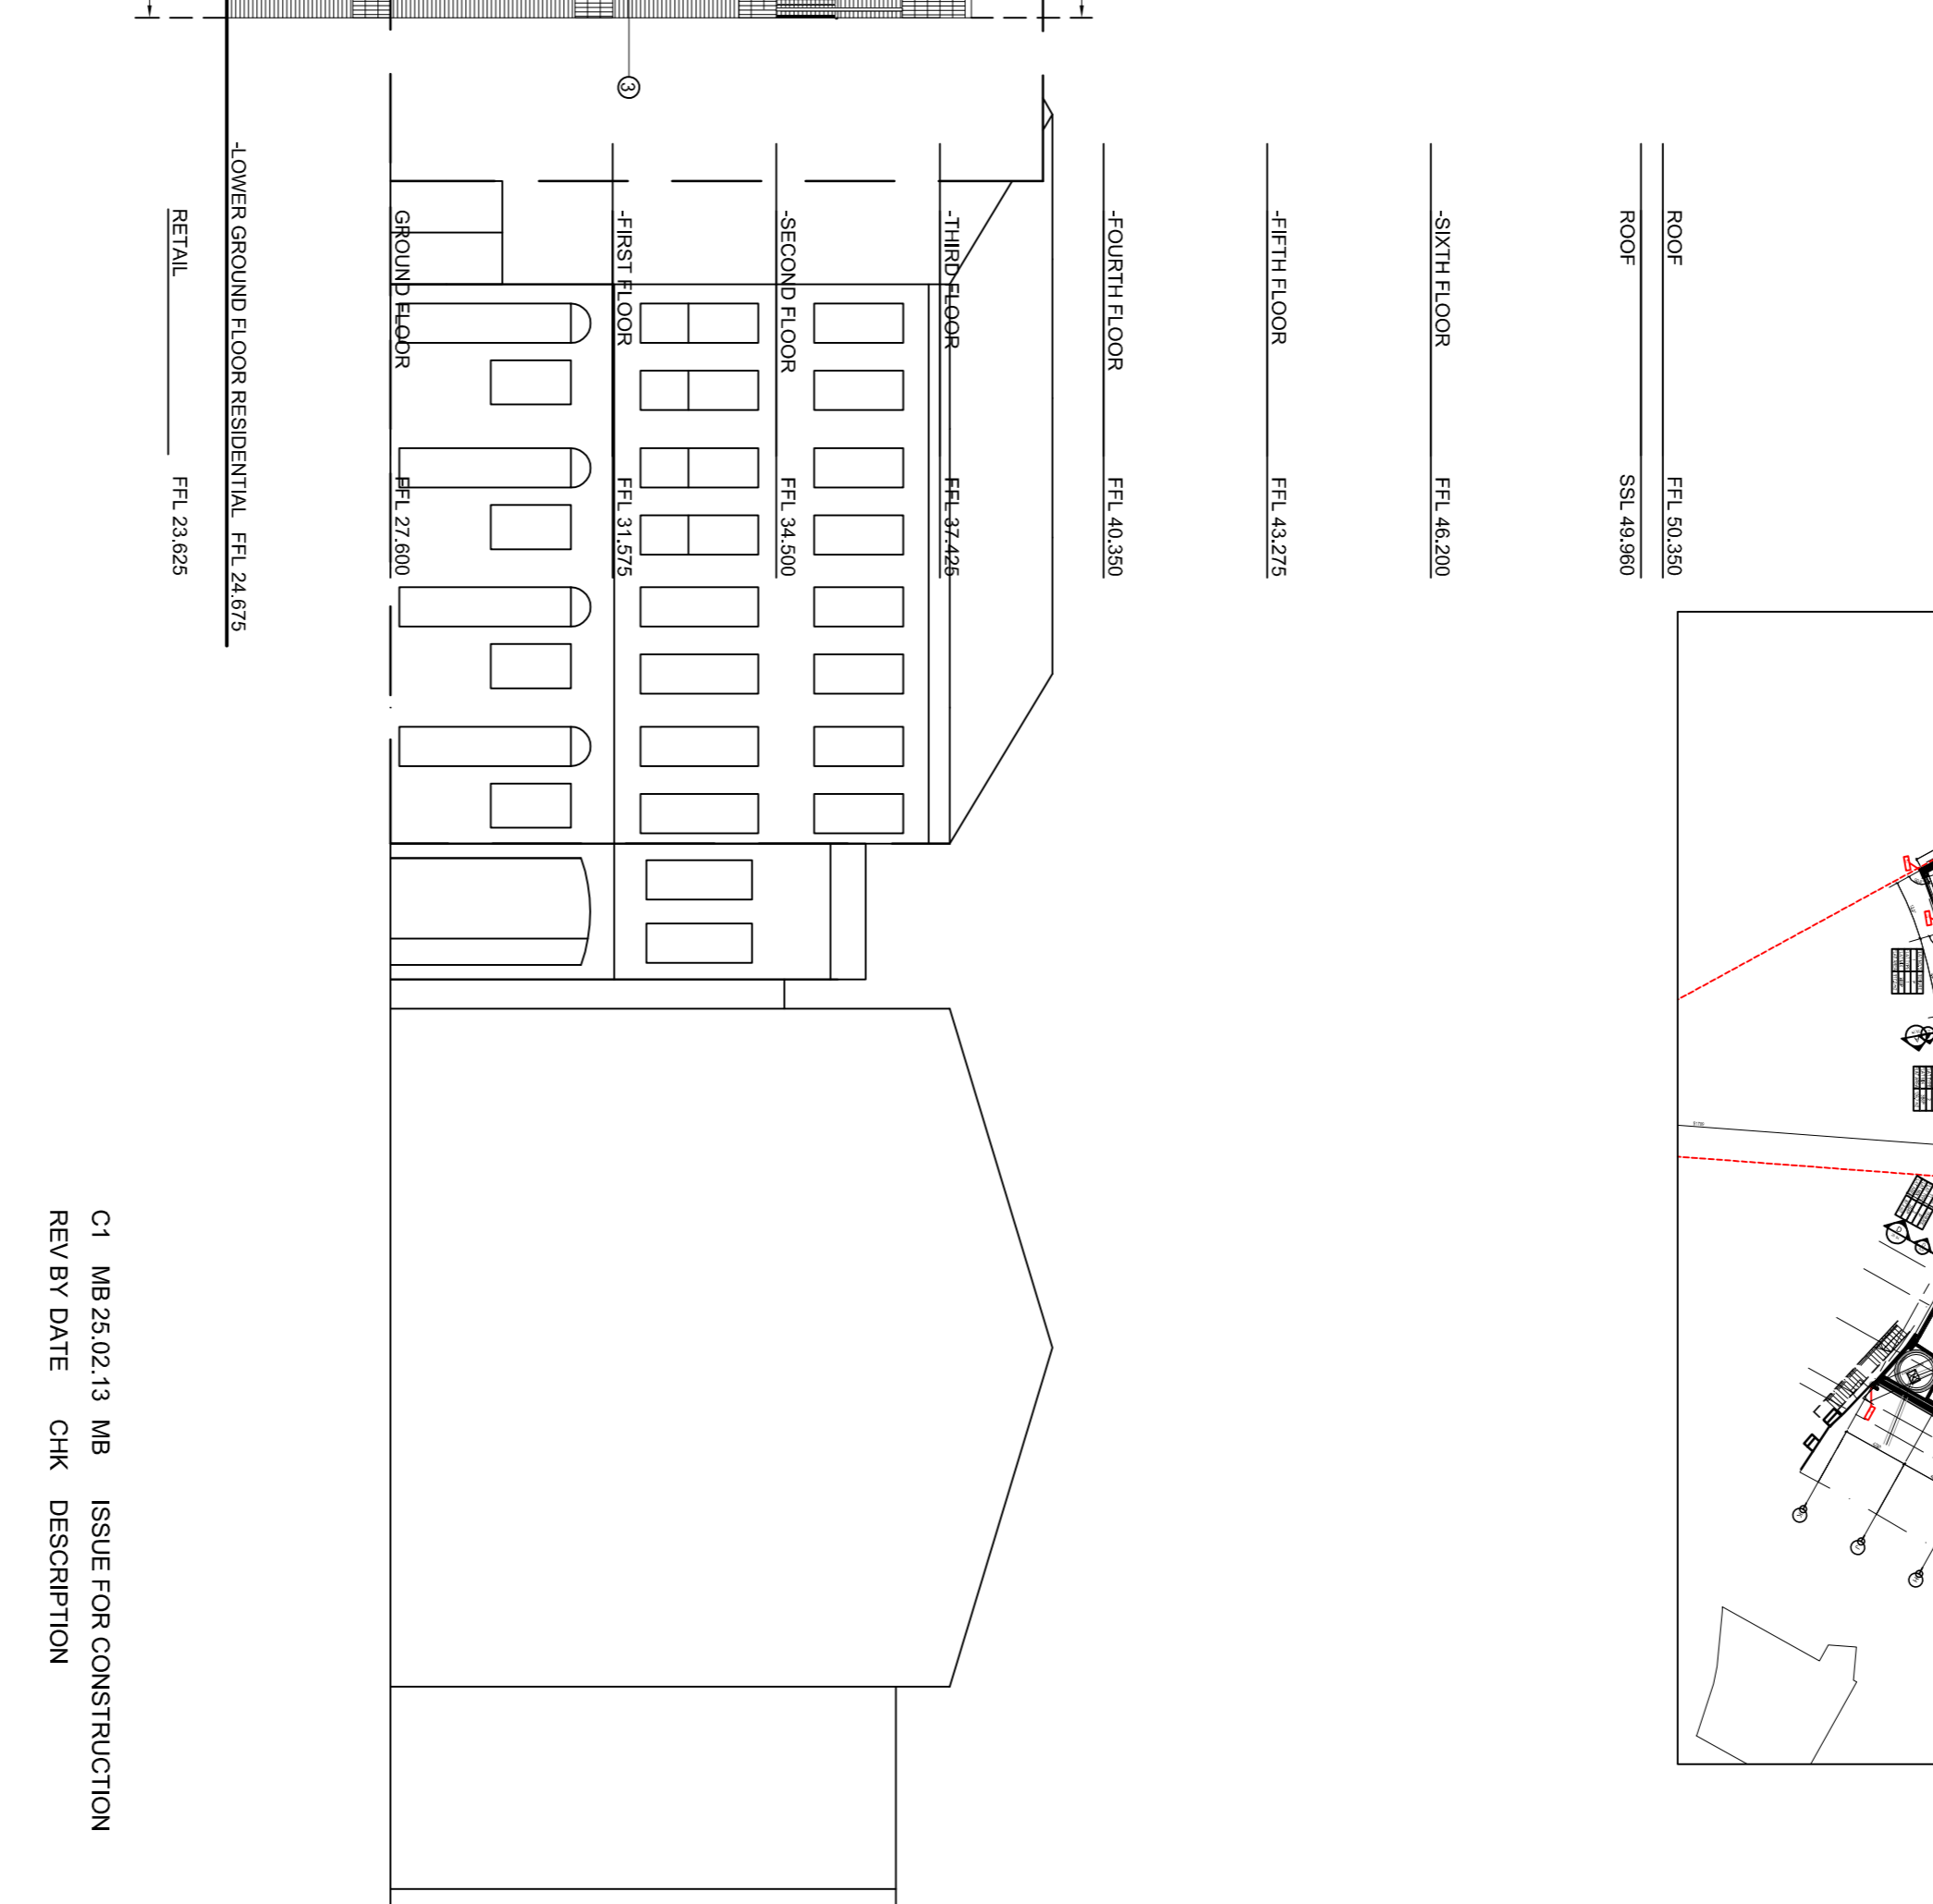 ROOF FFL 50.350
ROOF SSL 49.960
-SIXTH FLOOR FFL 46.200
-FIFTH FLOOR FFL 43.275
-FOURTH FLOOR FFL 40.350
-THIRD FLOOR FFL 37.425
-SECOND FLOOR FFL 34.500
-FIRST FLOOR FFL 31.575
GROUND FLOOR FFL 27.600
-LOWER GROUND FLOOR RESIDENTIAL FFL 24.675
RETAIL FFL 23.625
3
C1 MB 25.02.13 MB ISSUE FOR CONSTRUCTION
REV BY DATE CHK DESCRIPTION